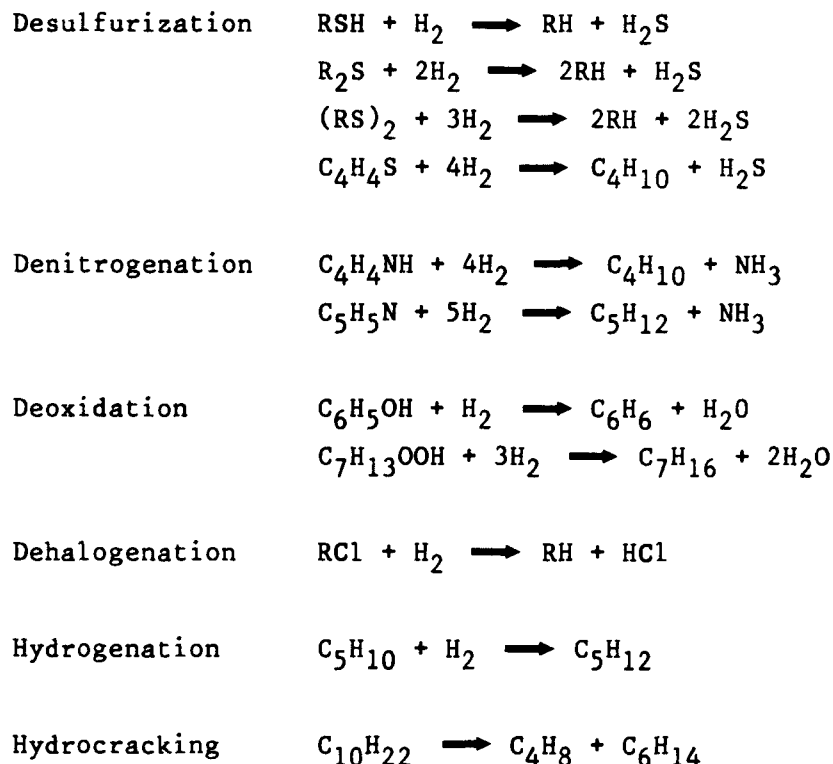 Desulfurization RSH + H₂ → RH + H₂S
R₂S + 2H₂ → 2RH + H₂S
(RS)₂ + 3H₂ → 2RH + 2H₂S
C₄H₄S + 4H₂ → C₄H₁₀ + H₂S
Denitrogenation C₄H₄NH + 4H₂ → C₄H₁₀ + NH₃
C₅H₅N + 5H₂ → C₅H₁₂ + NH₃
Deoxidation C₆H₅OH + H₂ → C₆H₆ + H₂O
C₇H₁₃OOH + 3H₂ → C₇H₁₆ + 2H₂O
Dehalogenation RCl + H₂ → RH + HCl
Hydrogenation C₅H₁₀ + H₂ → C₅H₁₂
Hydrocracking C₁₀H₂₂ → C₄H₈ + C₆H₁₄